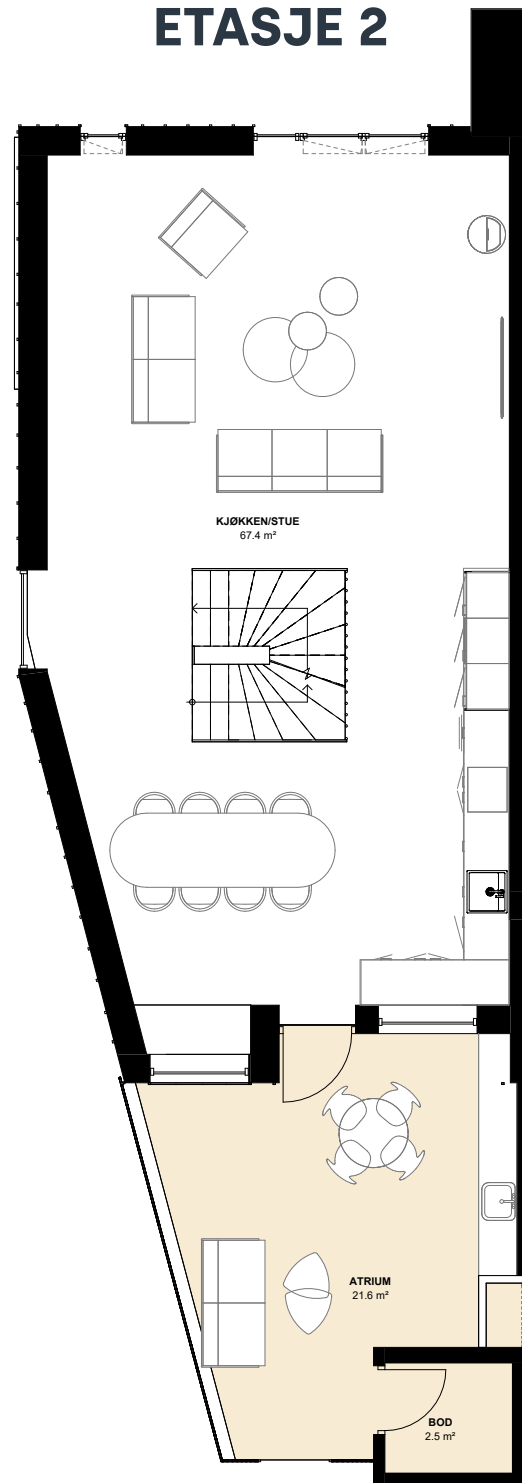 ETASJE 2
KJØKKEN/STUE
67.4 m²
ATRIUM
21.6 m²
BOD
2.5 m²